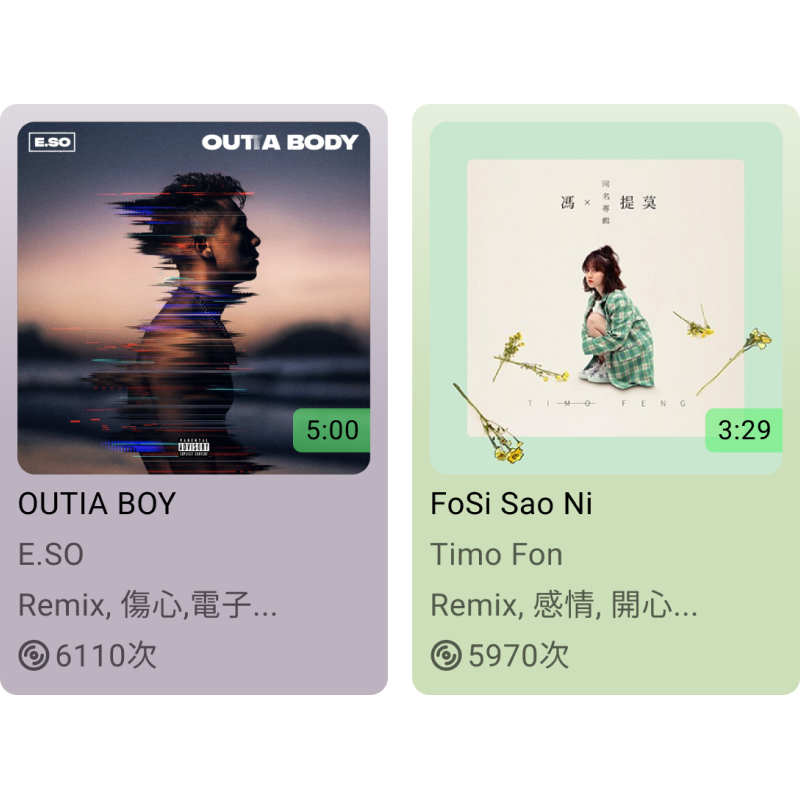 E.SO
OUTTA BODY
PARENTAL
ADVISORY
EXPLICIT CONTENT
5:00
OUTIA BOY
E.SO
Remix, 傷心,電子...
6110次
馮 × 提莫
同名專輯
TIMO FENG
3:29
FoSi Sao Ni
Timo Fon
Remix, 感情, 開心...
5970次